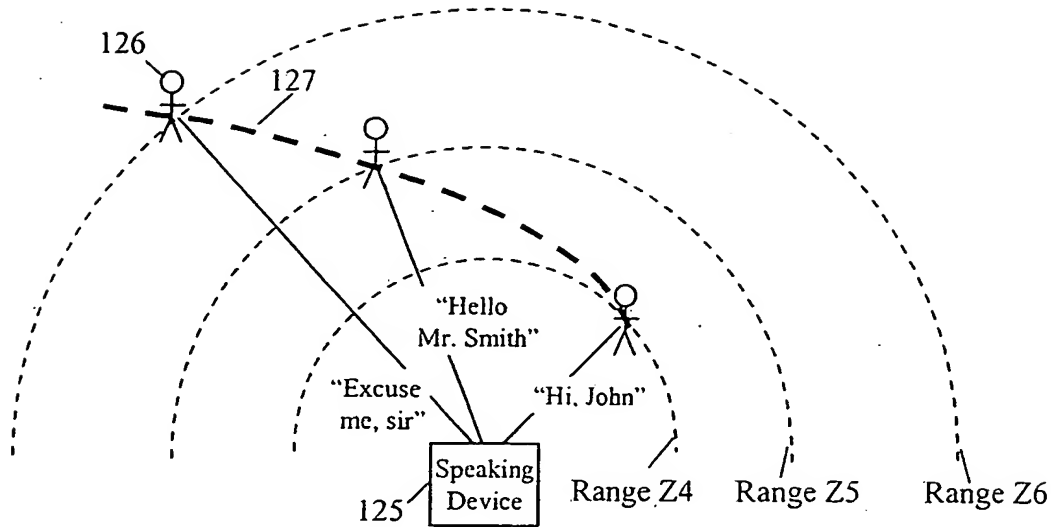 126
127
“Hello
Mr. Smith”
“Excuse
me, sir”
“Hi, John”
Speaking
Device
125
Range Z4
Range Z5
Range Z6